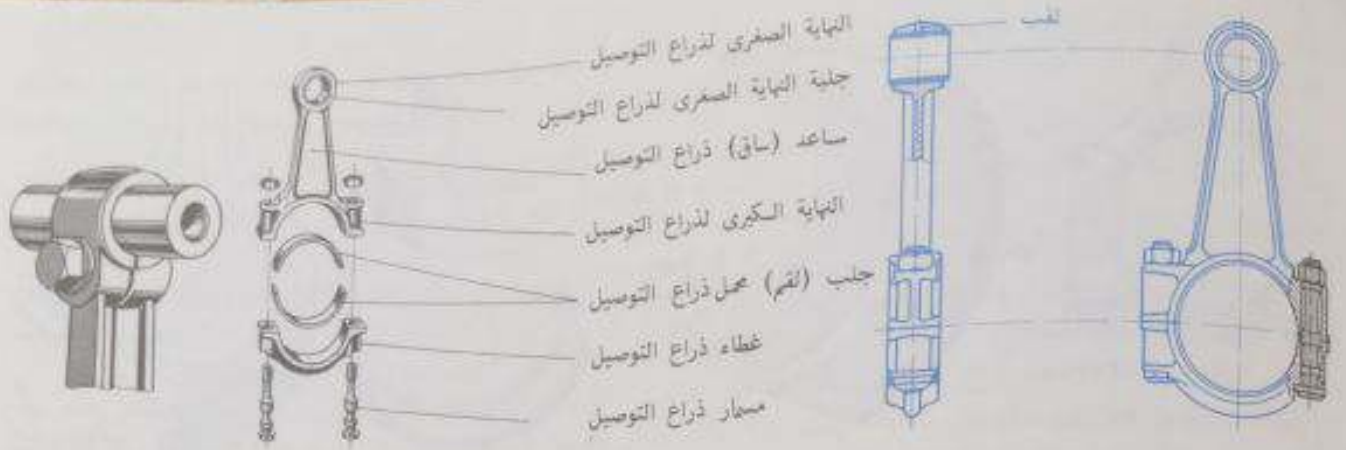 النهاية الصغرى لذراع التوصيل
جلبة النهاية الصغرى لذراع التوصيل
ساعد (ساق) ذراع التوصيل
النهاية الكبرى لذراع التوصيل
جلب (لقم) محمل ذراع التوصيل
غطاء ذراع التوصيل
مسمار ذراع التوصيل
ثقب